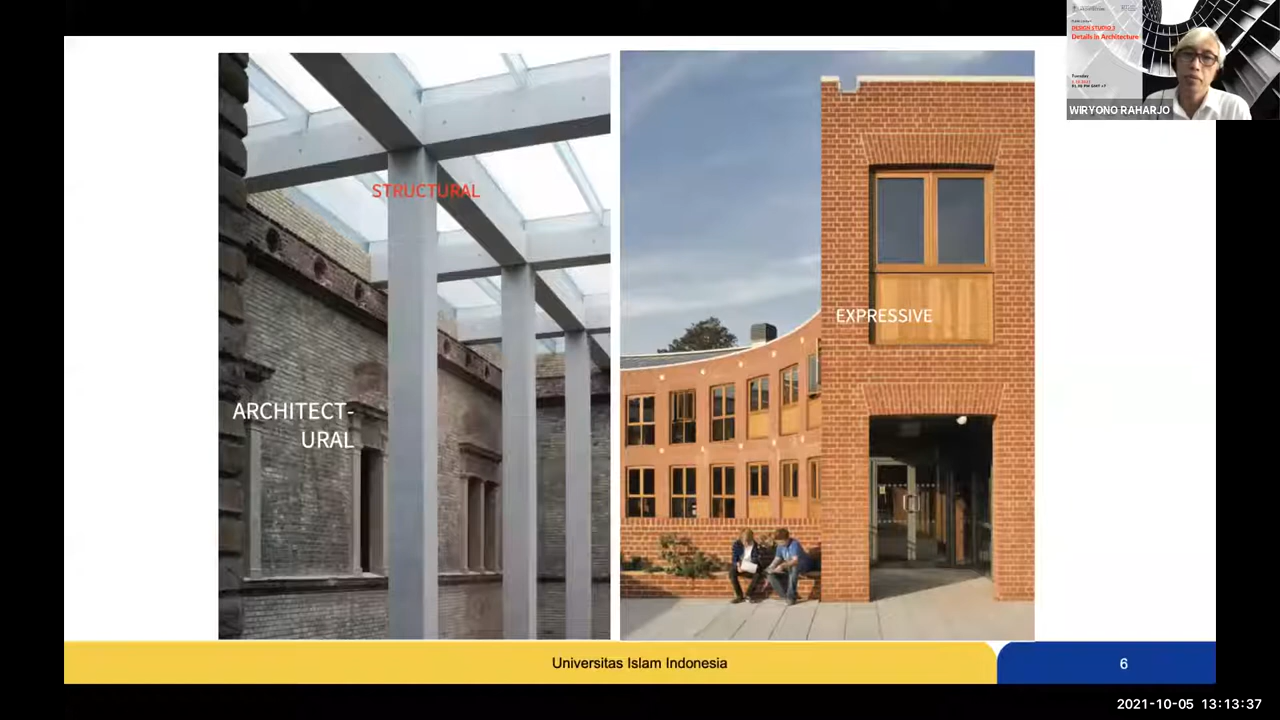 DESIGN STUDIO 3
Details in Architecture
Tuesday
WIRYONO RAHARJO
STRUCTURAL
ARCHITECT-
URAL
EXPRESSIVE
Universitas Islam Indonesia
6
2021-10-05 13:13:37